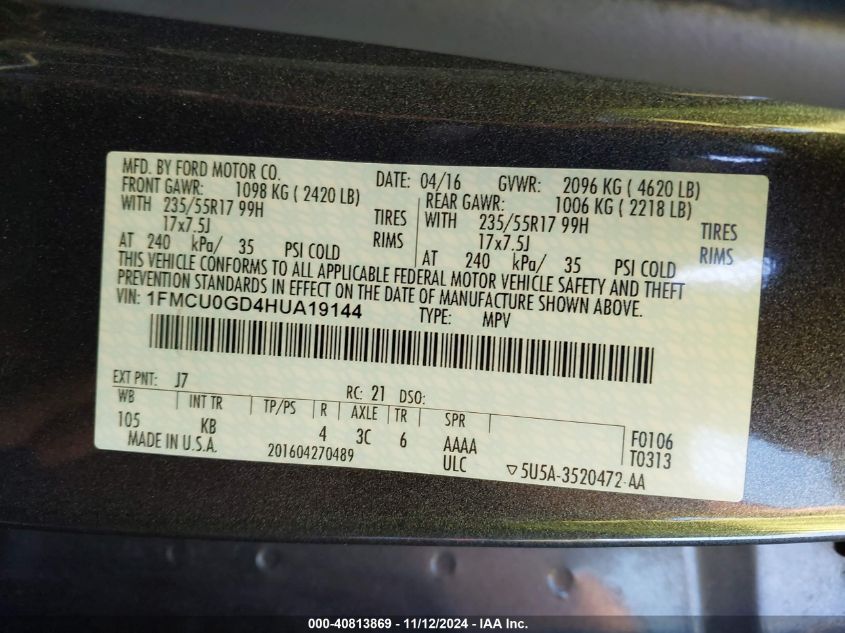 MFD. BY FORD MOTOR CO. DATE: 04/16 GVWR: 2096 KG ( 4620 LB)
FRONT GAWR: 1098 KG ( 2420 LB) REAR GAWR: 1006 KG ( 2218 LB)
WITH 235/55R17 99H TIRES WITH 235/55R17 99H TIRES
17x7.5J RIMS 17x7.5J RIMS
AT 240 kPa/ 35 PSI COLD AT 240 kPa/ 35 PSI COLD
THIS VEHICLE CONFORMS TO ALL APPLICABLE FEDERAL MOTOR VEHICLE SAFETY AND THEFT
PREVENTION STANDARDS IN EFFECT ON THE DATE OF MANUFACTURE SHOWN ABOVE.
VIN: 1FMCU0GD4HUA19144 TYPE: MPV
EXT PNT: J7 RC: 21 DSO:
WB INT TR TP/PS R AXLE TR SPR
105 KB 4 3C 6 AAAA F0106
MADE IN U.S.A. 201604270489 ULC ▽5U5A-3520472-AA T0313
000-40813869 - 11/12/2024 - IAA Inc.